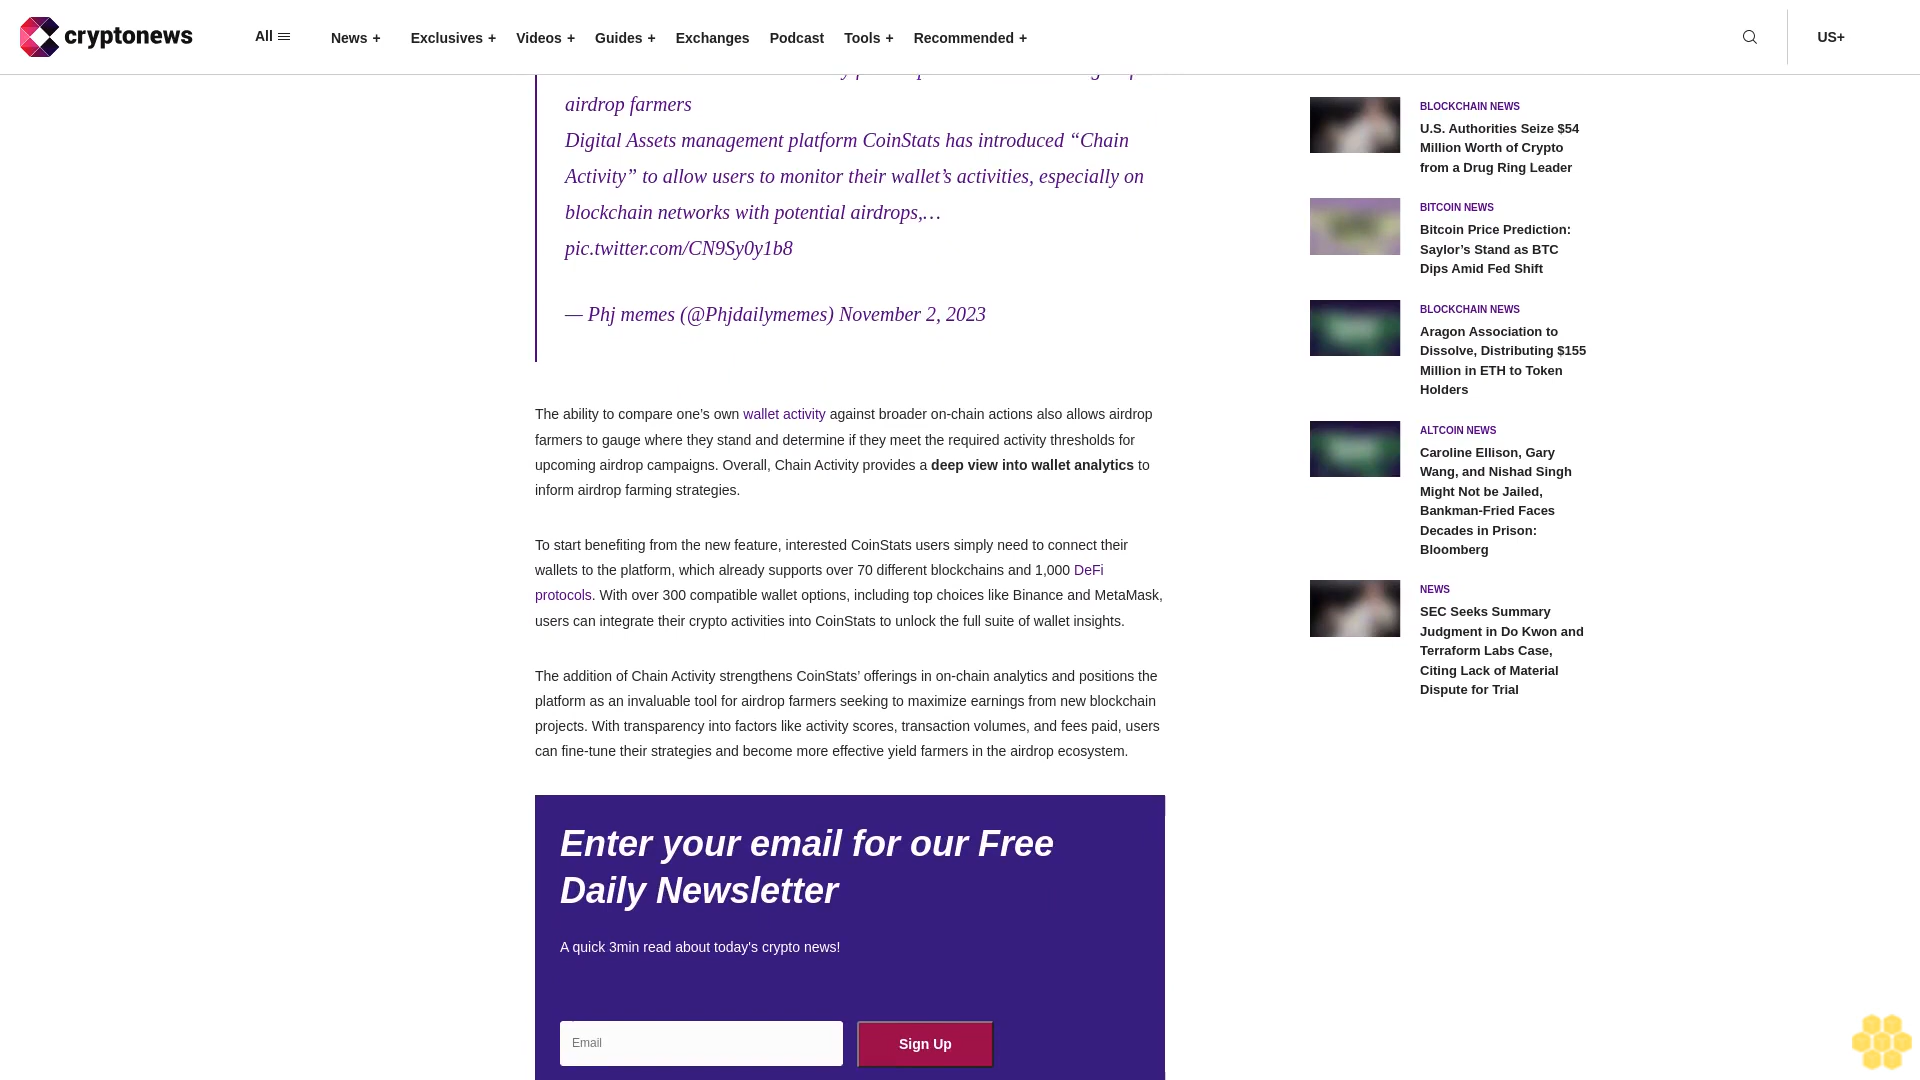 cryptonews
All
News +
Exclusives +
Videos +
Guides +
Exchanges
Podcast
Tools +
Recommended +
US+
airdrop farmers
Digital Assets management platform CoinStats has introduced “Chain
Activity” to allow users to monitor their wallet’s activities, especially on
blockchain networks with potential airdrops,…
pic.twitter.com/CN9Sy0y1b8
— Phj memes (@Phjdailymemes) November 2, 2023
The ability to compare one’s own wallet activity against broader on-chain actions also allows airdrop
farmers to gauge where they stand and determine if they meet the required activity thresholds for
upcoming airdrop campaigns. Overall, Chain Activity provides a deep view into wallet analytics to
inform airdrop farming strategies.
To start benefiting from the new feature, interested CoinStats users simply need to connect their
wallets to the platform, which already supports over 70 different blockchains and 1,000 DeFi
protocols. With over 300 compatible wallet options, including top choices like Binance and MetaMask,
users can integrate their crypto activities into CoinStats to unlock the full suite of wallet insights.
The addition of Chain Activity strengthens CoinStats’ offerings in on-chain analytics and positions the
platform as an invaluable tool for airdrop farmers seeking to maximize earnings from new blockchain
projects. With transparency into factors like activity scores, transaction volumes, and fees paid, users
can fine-tune their strategies and become more effective yield farmers in the airdrop ecosystem.
Enter your email for our Free
Daily Newsletter
A quick 3min read about today's crypto news!
Email
Sign Up
BLOCKCHAIN NEWS
U.S. Authorities Seize $54
Million Worth of Crypto
from a Drug Ring Leader
BITCOIN NEWS
Bitcoin Price Prediction:
Saylor’s Stand as BTC
Dips Amid Fed Shift
BLOCKCHAIN NEWS
Aragon Association to
Dissolve, Distributing $155
Million in ETH to Token
Holders
ALTCOIN NEWS
Caroline Ellison, Gary
Wang, and Nishad Singh
Might Not be Jailed,
Bankman-Fried Faces
Decades in Prison:
Bloomberg
NEWS
SEC Seeks Summary
Judgment in Do Kwon and
Terraform Labs Case,
Citing Lack of Material
Dispute for Trial